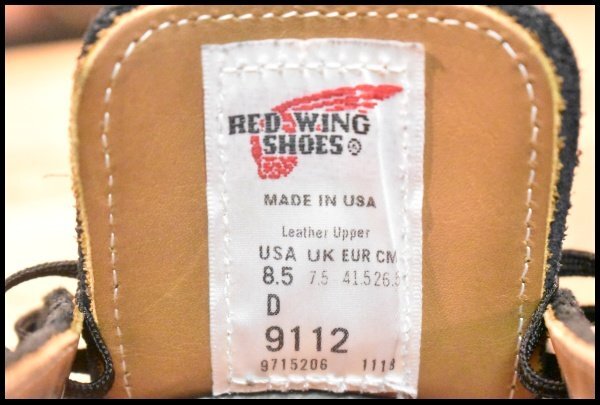 RED WING
SHOES®
MADE IN USA
Leather Upper
USA UK EUR CM
8.5 7.5 41.5 26.5
D
9112
9715206 1118